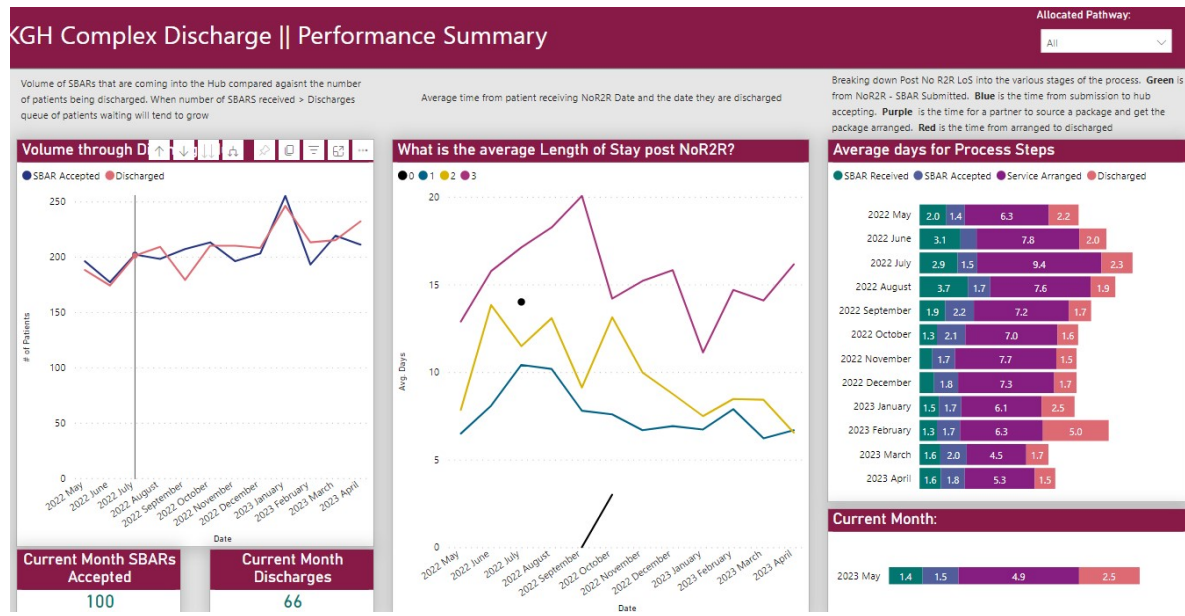 KGH Complex Discharge || Performance Summary
Allocated Pathway:
All
Volume of SBARs that are coming into the Hub compared agaisnt the number
of patients being discharged. When number of SBARS received > Discharges
queue of patients waiting will tend to grow
Average time from patient receiving NoR2R Date and the date they are discharged
Breaking down Post No R2R LoS into the various stages of the process. Green is
from NoR2R - SBAR Submitted. Blue is the time from submission to hub
accepting. Purple is the time for a partner to source a package and get the
package arranged. Red is the time from arranged to discharged
Volume through
SBAR Accepted Discharged
250
200
150
100
50
0
# of Patients
2022 May
2022 June
2022 July
2022 August
2022 September
2022 October
2022 November
2022 December
2023 January
2023 February
2023 March
2023 April
Date
Current Month SBARs
Accepted
100
Current Month
Discharges
66
What is the average Length of Stay post NoR2R?
0 1 2 3
20
15
10
5
0
Avg. Days
2022 May
2022 June
2022 July
2022 August
2022 September
2022 October
2022 November
2022 December
2023 January
2023 February
2023 March
2023 April
Date
Average days for Process Steps
SBAR Received SBAR Accepted Service Arranged Discharged
2022 May 2.0 1.4 6.3 2.2
2022 June 3.1 7.8 2.0
2022 July 2.9 1.5 9.4 2.3
2022 August 3.7 1.7 7.6 1.9
2022 September 1.9 2.2 7.2 1.7
2022 October 1.3 2.1 7.0 1.6
2022 November 1.7 7.7 1.5
2022 December 1.8 7.3 1.7
2023 January 1.5 1.7 6.1 2.5
2023 February 1.3 1.7 6.3 5.0
2023 March 1.6 2.0 4.5 1.7
2023 April 1.6 1.8 5.3 1.5
Current Month:
2023 May 1.4 1.5 4.9 2.5